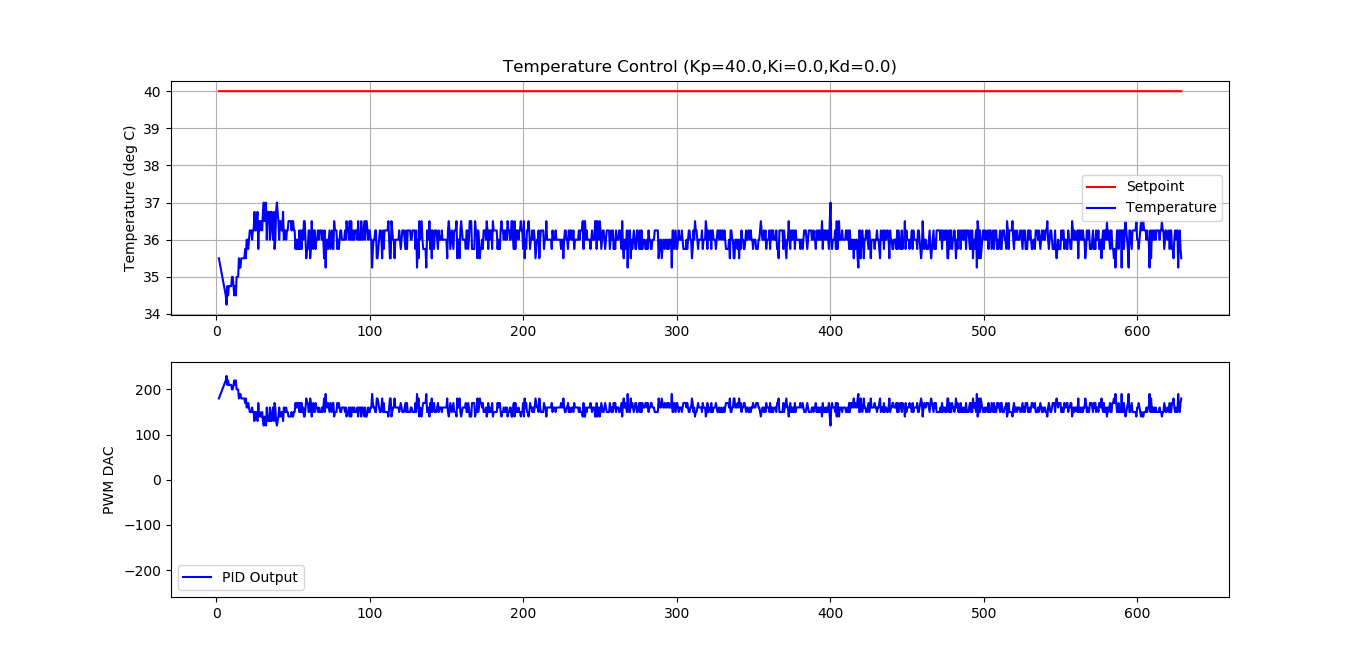 Temperature Control (Kp=40.0,Ki=0.0,Kd=0.0)
Temperature (deg C)
40
39
38
37
36
35
34
Setpoint
Temperature
0 100 200 300 400 500 600
PWM DAC
200
100
0
−100
−200
PID Output
0 100 200 300 400 500 600